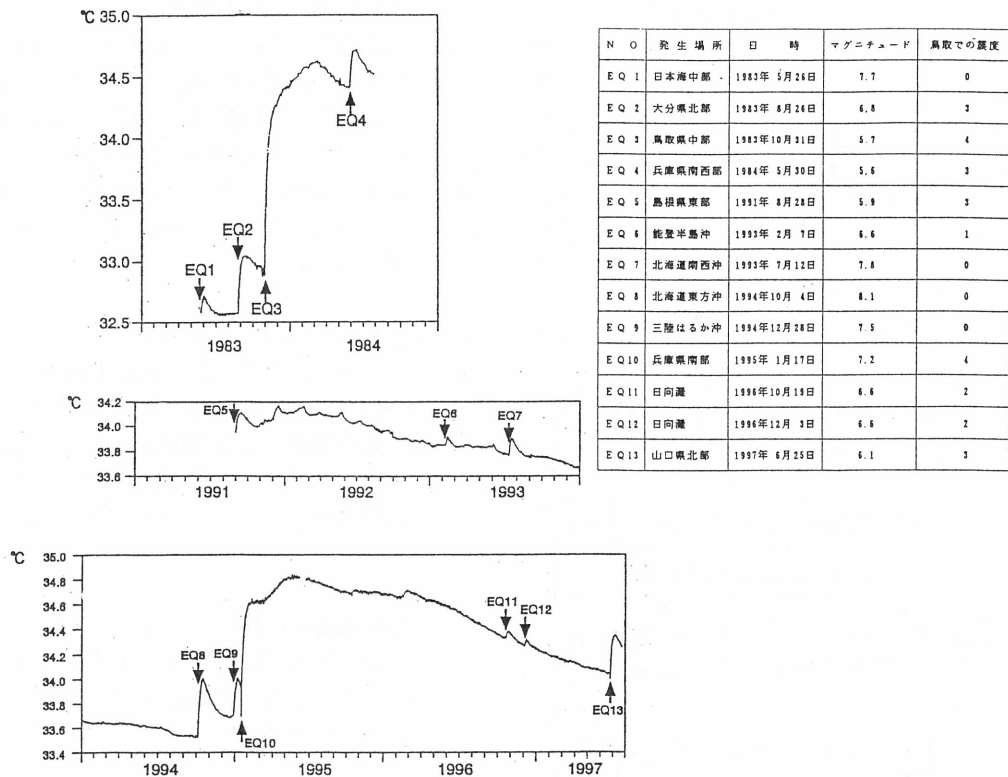 ℃ 35.0
34.5
34.0
33.5
33.0
32.5
EQ1
EQ2
EQ3
EQ4
1983
1984
N O 発生場所 日 時 マグニチュード 鳥取での震度
EQ 1 日本海中部 1983年 5月26日 7.7 0
EQ 2 大分県北部 1983年 8月26日 6.8 3
EQ 3 鳥取県中部 1983年10月31日 5.7 4
EQ 4 兵庫県南西部 1984年 5月30日 5.6 3
EQ 5 島根県東部 1991年 8月28日 5.9 3
EQ 6 能登半島沖 1993年 2月 7日 6.6 1
EQ 7 北海道南西沖 1993年 7月12日 7.8 0
EQ 8 北海道東方沖 1994年10月 4日 8.1 0
EQ 9 三陸はるか沖 1994年12月28日 7.5 0
EQ10 兵庫県南部 1995年 1月17日 7.2 4
EQ11 日向灘 1996年10月19日 6.6 2
EQ12 日向灘 1996年12月 3日 6.6 2
EQ13 山口県北部 1997年 6月25日 6.1 3
℃ 34.2
34.0
33.8
33.6
EQ5
EQ6
EQ7
1991
1992
1993
℃ 35.0
34.8
34.6
34.4
34.2
34.0
33.8
33.6
33.4
EQ8
EQ9
EQ10
EQ11
EQ12
EQ13
1994
1995
1996
1997